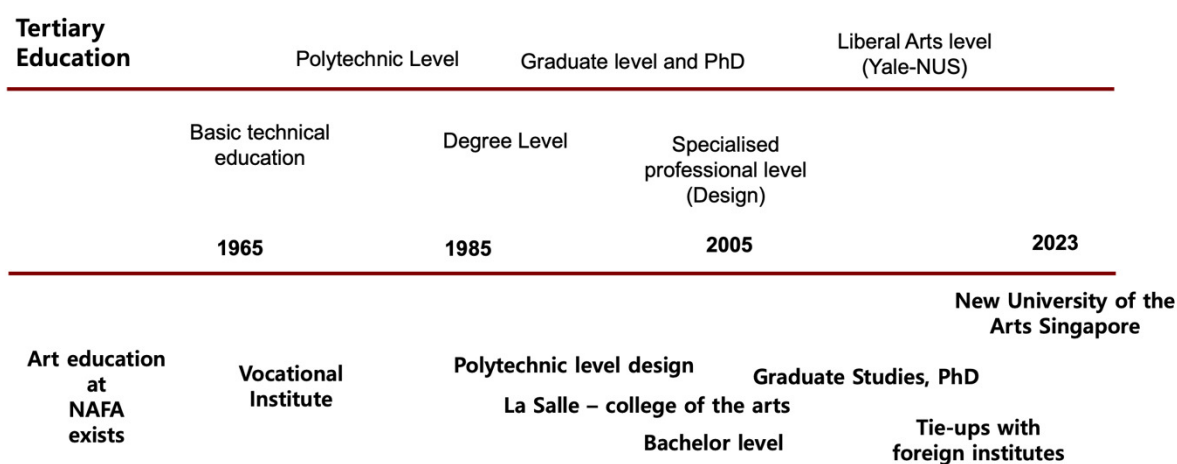 Tertiary
Education
Polytechnic Level
Graduate level and PhD
Liberal Arts level
(Yale-NUS)
Basic technical
education
Degree Level
Specialised
professional level
(Design)
1965
1985
2005
2023
New University of the
Arts Singapore
Art education
at
NAFA
exists
Vocational
Institute
Polytechnic level design
La Salle – college of the arts
Bachelor level
Graduate Studies, PhD
Tie-ups with
foreign institutes